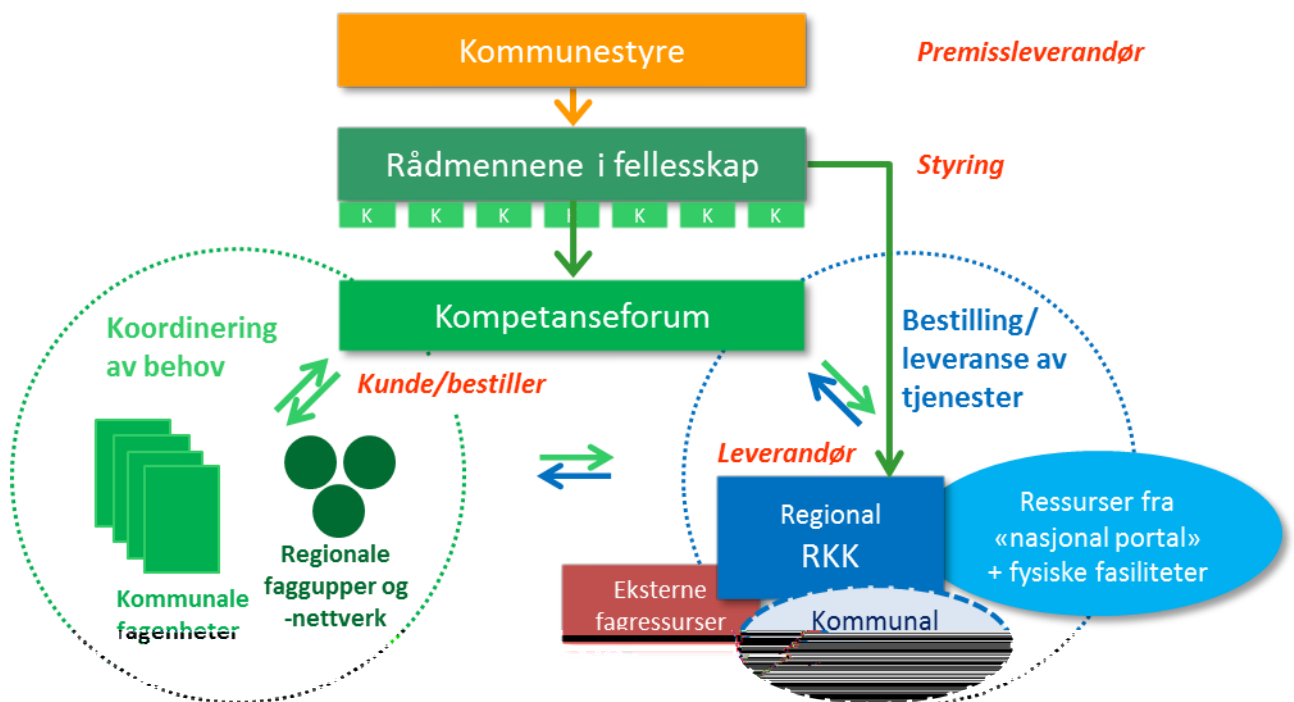 Kommunestyre
Premissleverandør
Rådmennene i fellesskap
Styring
K K K K K K K
Kompetanseforum
Koordinering
av behov
Kunde/bestiller
Bestilling/
leveranse av
tjenester
Leverandør
Kommunale
fagenheter
Regionale
faggupper og
-nettverk
Regional
RKK
Ressurser fra
«nasjonal portal»
+ fysiske fasiliteter
Eksterne
fagressurser
Kommunal